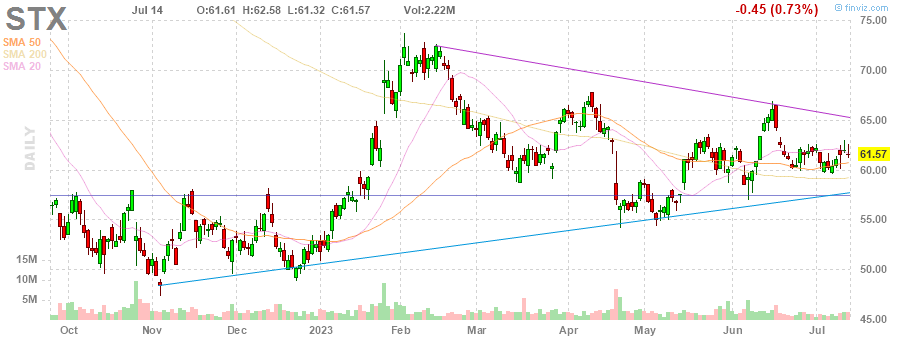 STX Jul 14 O:61.61 H:62.58 L:61.32 C:61.57 Vol:2.22M -0.45 (0.73%) © finviz.com
SMA 50
SMA 200
SMA 20
DAILY
75.00
70.00
65.00
61.57
60.00
55.00
50.00
45.00
15M
10M
5M
Oct Nov Dec 2023 Feb Mar Apr May Jun Jul